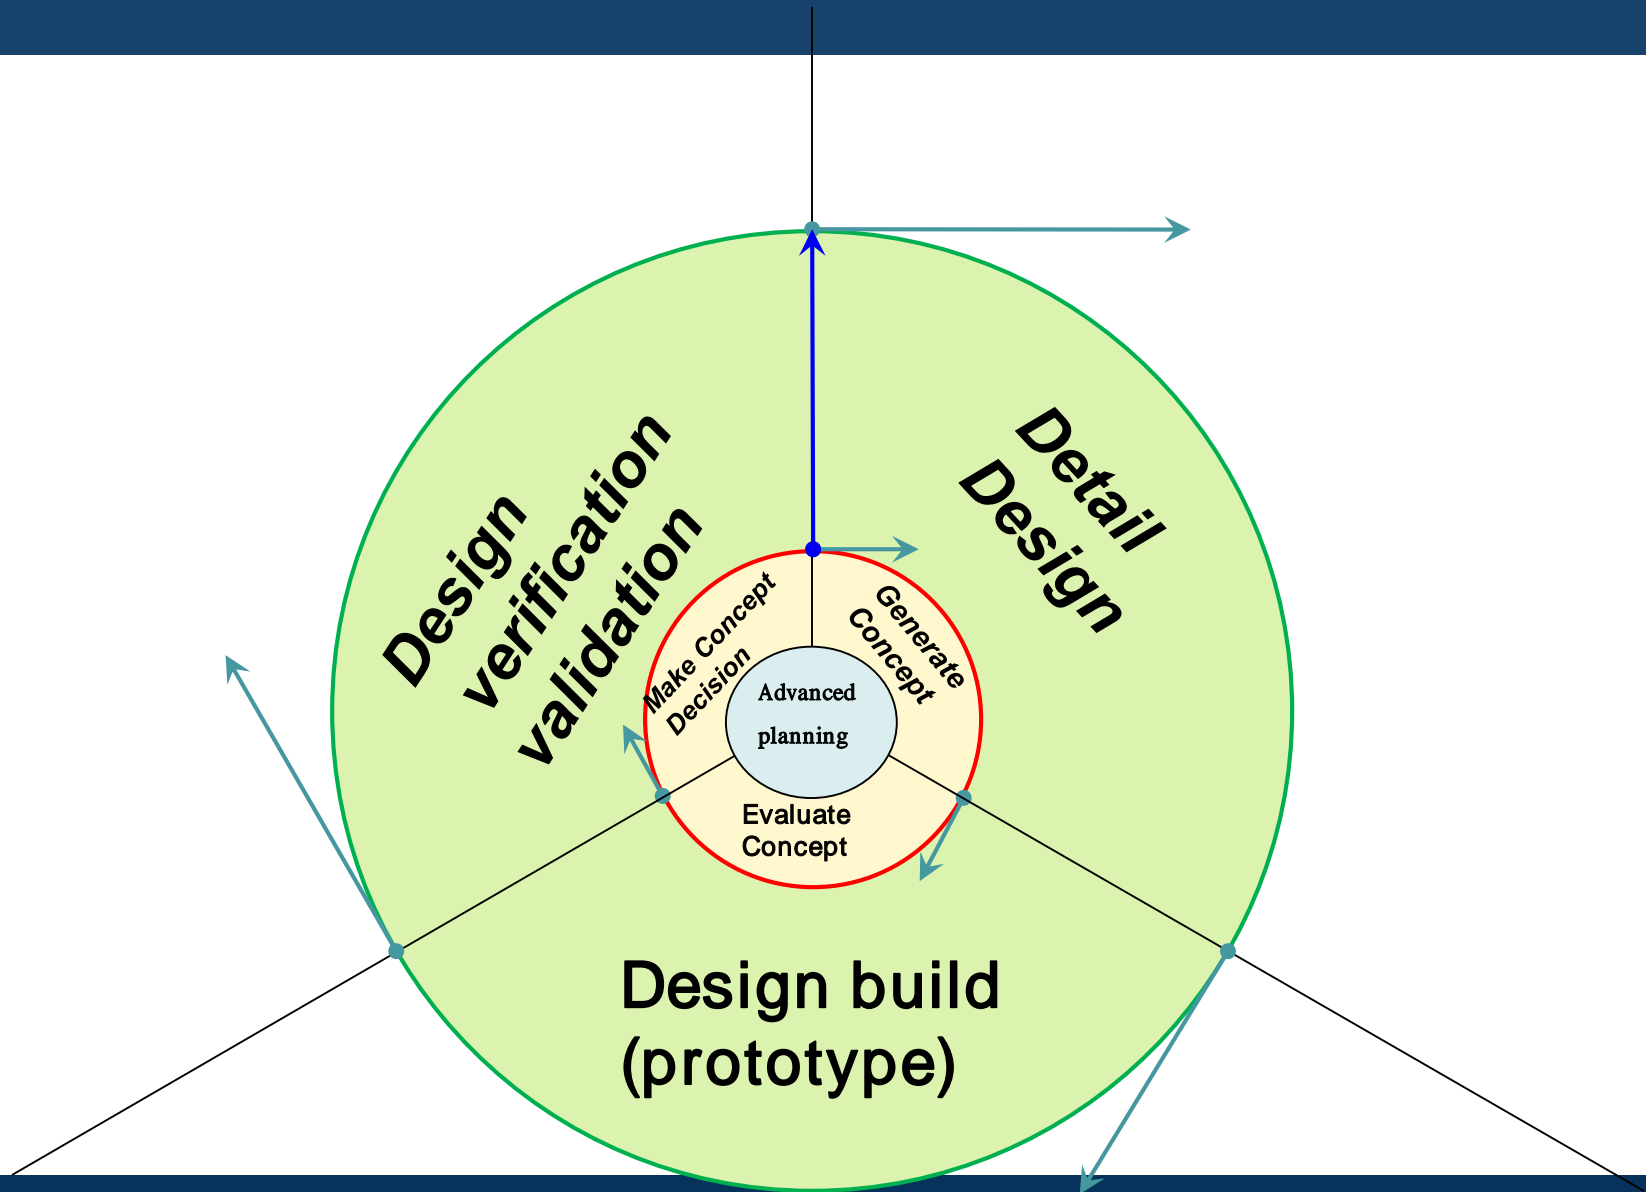 Design
verification
validation
Detail
Design
Make Concept
Decision
Generate
Concept
Advanced
planning
Evaluate
Concept
Design build
(prototype)